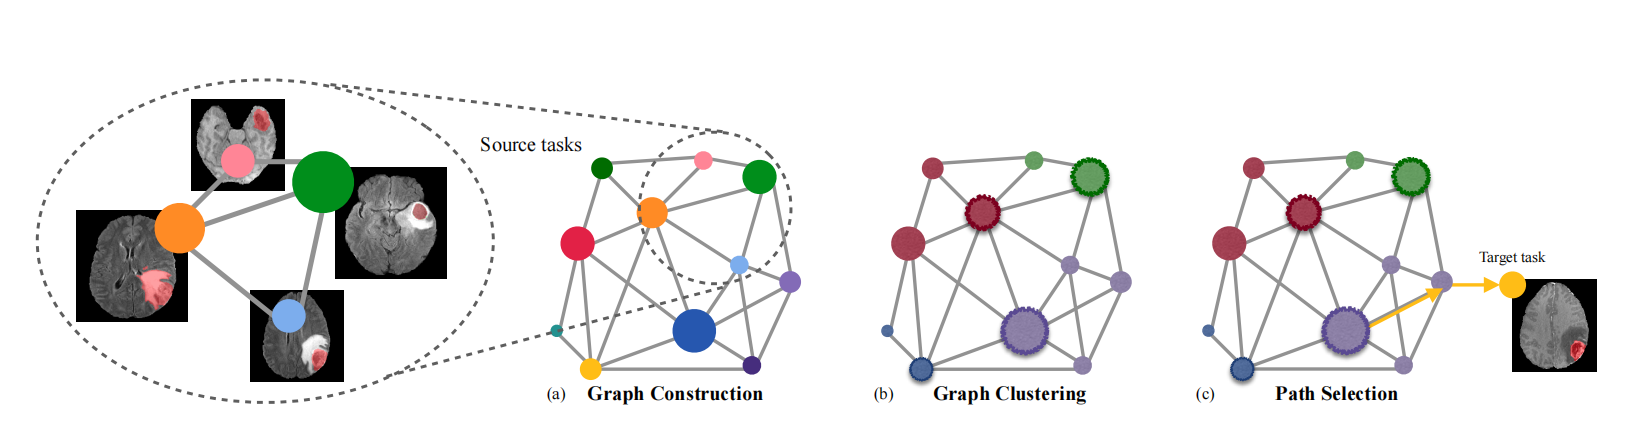 Source tasks
Target task
(a) Graph Construction
(b) Graph Clustering
(c) Path Selection